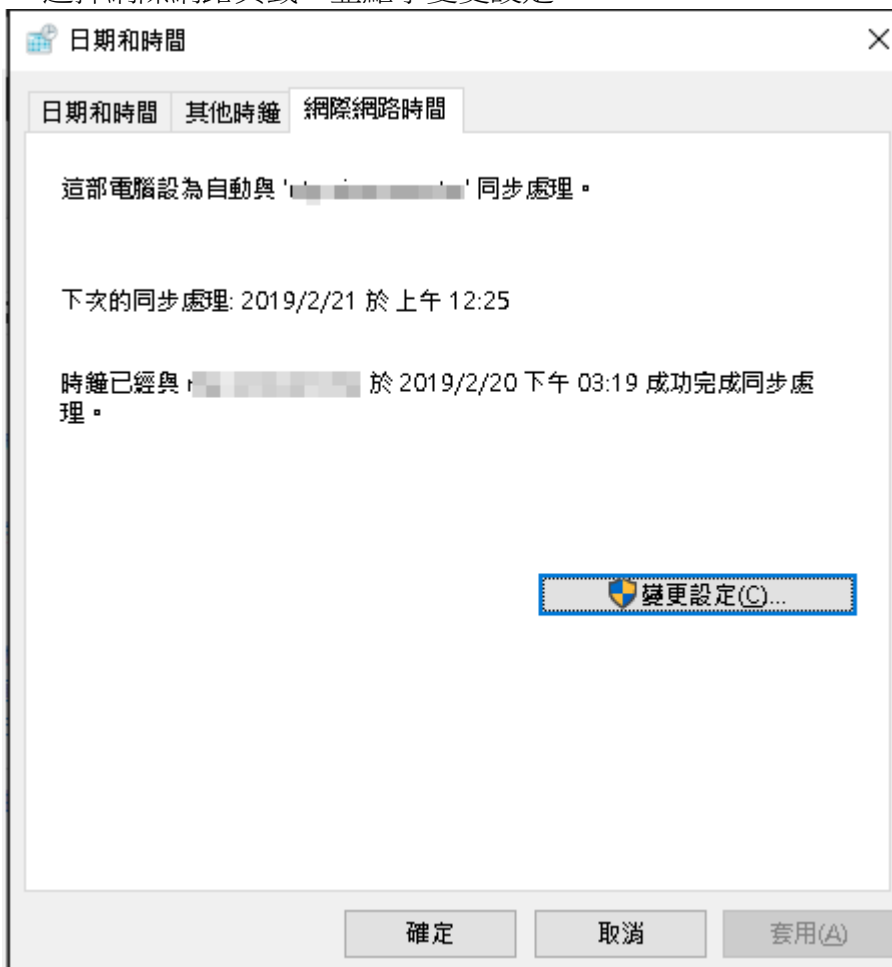 日期和時間
日期和時間 其他時鐘 網際網路時間
這部電腦設為自動與 ' ' 同步處理。
下次的同步處理: 2019/2/21 於 上午 12:25
時鐘已經與 於 2019/2/20 下午 03:19 成功完成同步處
理。
變更設定(C)...
確定 取消 套用(A)